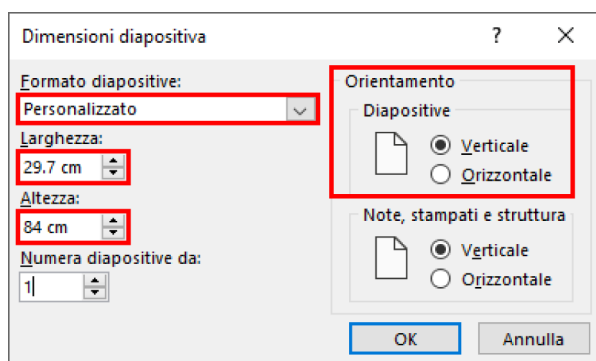 Dimensioni diapositiva ?
Formato diapositive:
Personalizzato
Larghezza:
29.7 cm
Altezza:
84 cm
Numera diapositive da:
1
Orientamento
Diapositive
Verticale
Orizzontale
Note, stampati e struttura
Verticale
Orizzontale
OK Annulla